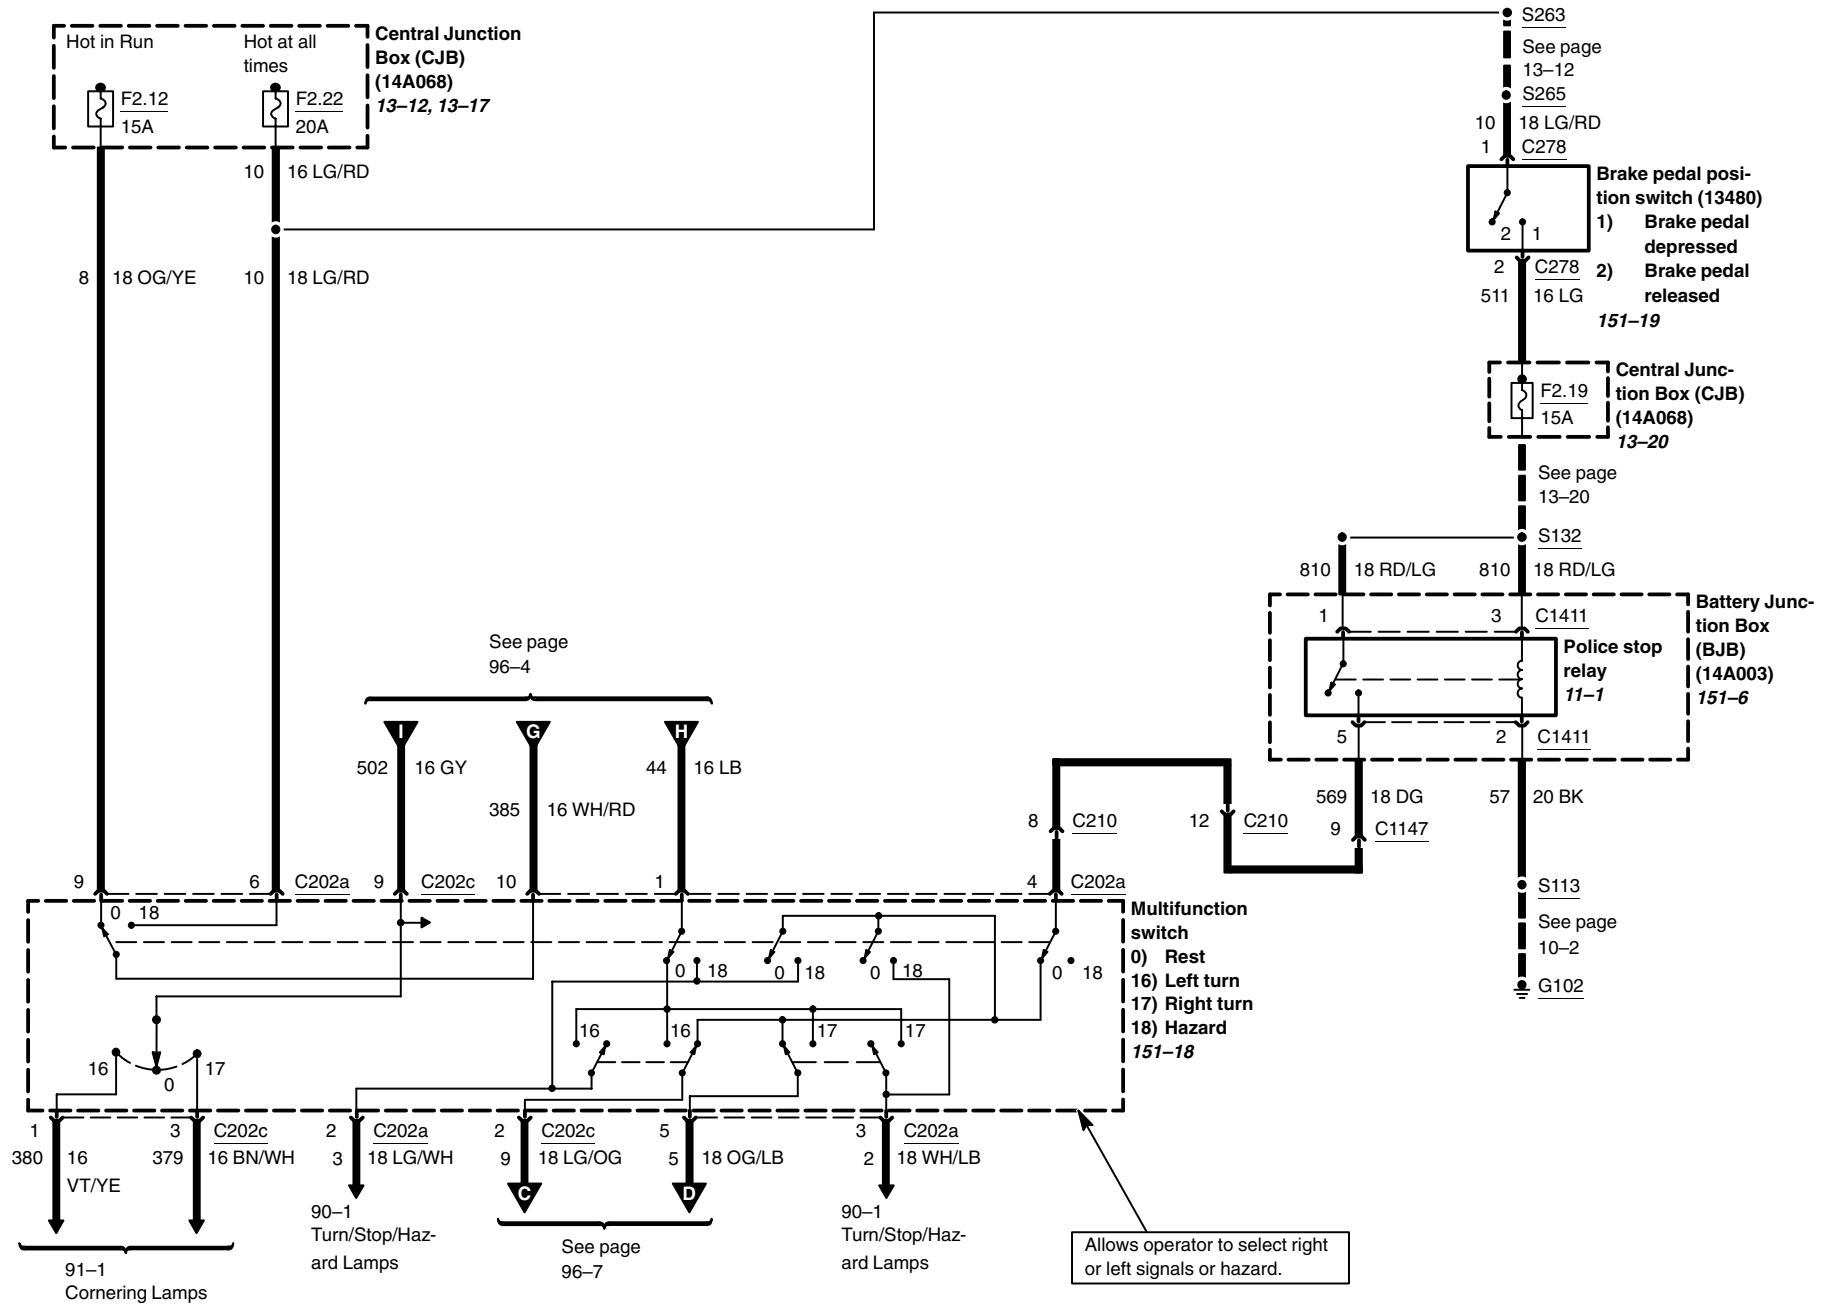 Hot in Run
Hot at all
times
F2.12
15A
F2.22
20A
Central Junction
Box (CJB)
(14A068)
13–12, 13–17
10 16 LG/RD
8 18 OG/YE
10 18 LG/RD
S263
See page
13–12
S265
10 18 LG/RD
1 C278
2 1
Brake pedal posi-
tion switch (13480)
1) Brake pedal
depressed
2) Brake pedal
released
151–19
2 C278
511 16 LG
F2.19
15A
Central Junc-
tion Box (CJB)
(14A068)
13–20
See page
13–20
S132
810 18 RD/LG
810 18 RD/LG
1
3 C1411
Police stop
relay
11–1
Battery Junc-
tion Box
(BJB)
(14A003)
151–6
5
2 C1411
569 18 DG
57 20 BK
9 C1147
S113
See page
10–2
G102
See page
96–4
I
G
H
502 16 GY
385 16 WH/RD
44 16 LB
8 C210
12 C210
9
6 C202a
9 C202c
10
1
4 C202a
0 18
0 18
0 18
0 18
0 18
16
16
17
17
16
0
17
Multifunction
switch
0) Rest
16) Left turn
17) Right turn
18) Hazard
151–18
1
3 C202c
2 C202a
2 C202c
5
3 C202a
380 16
VT/YE
379 16 BN/WH
3 18 LG/WH
9 18 LG/OG
5 18 OG/LB
2 18 WH/LB
C
D
91–1
Cornering Lamps
90–1
Turn/Stop/Haz-
ard Lamps
See page
96–7
90–1
Turn/Stop/Haz-
ard Lamps
Allows operator to select right
or left signals or hazard.